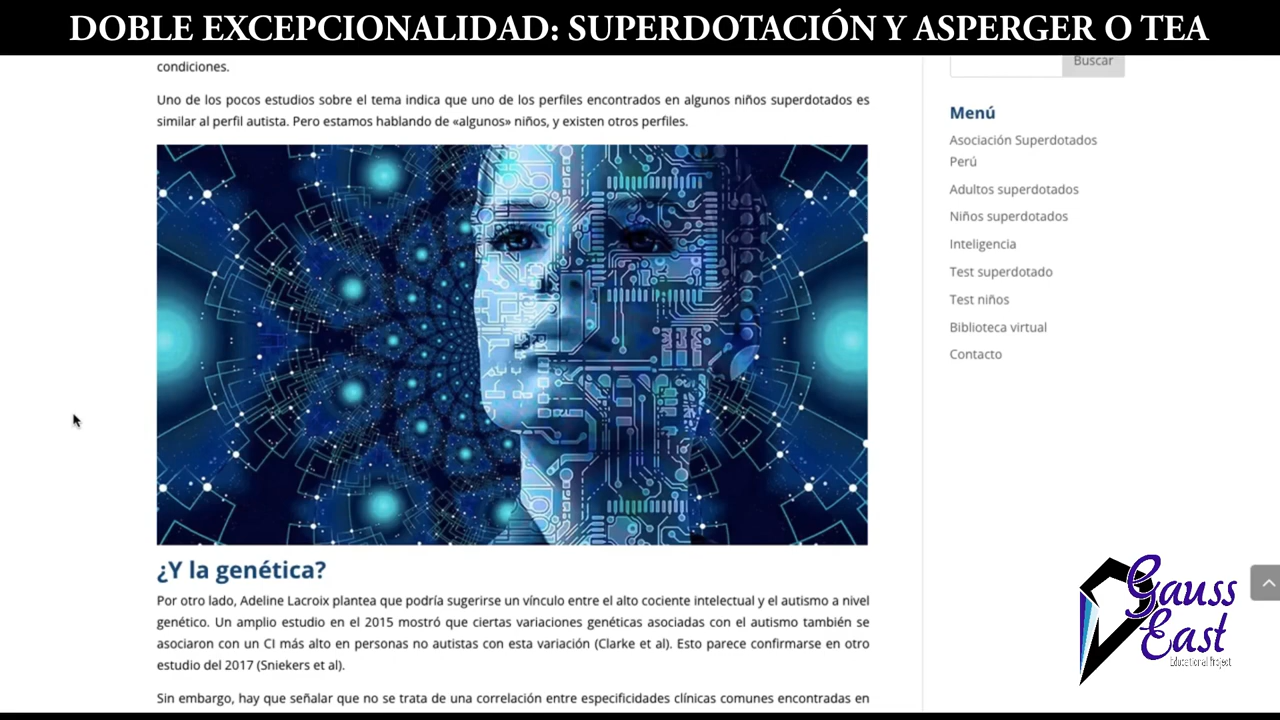 DOBLE EXCEPCIONALIDAD: SUPERDOTACIÓN Y ASPERGER O TEA
condiciones.
Uno de los pocos estudios sobre el tema indica que uno de los perfiles encontrados en algunos niños superdotados es
similar al perfil autista. Pero estamos hablando de «algunos» niños, y existen otros perfiles.
¿Y la genética?
Por otro lado, Adeline Lacroix plantea que podría sugerirse un vínculo entre el alto cociente intelectual y el autismo a nivel
genético. Un amplio estudio en el 2015 mostró que ciertas variaciones genéticas asociadas con el autismo también se
asociaron con un CI más alto en personas no autistas con esta variación (Clarke et al). Esto parece confirmarse en otro
estudio del 2017 (Sniekers et al).
Sin embargo, hay que señalar que no se trata de una correlación entre especificidades clínicas comunes encontradas en
Buscar
Menú
Asociación Superdotados
Perú
Adultos superdotados
Niños superdotados
Inteligencia
Test superdotado
Test niños
Biblioteca virtual
Contacto
Gauss
East
Educational Project